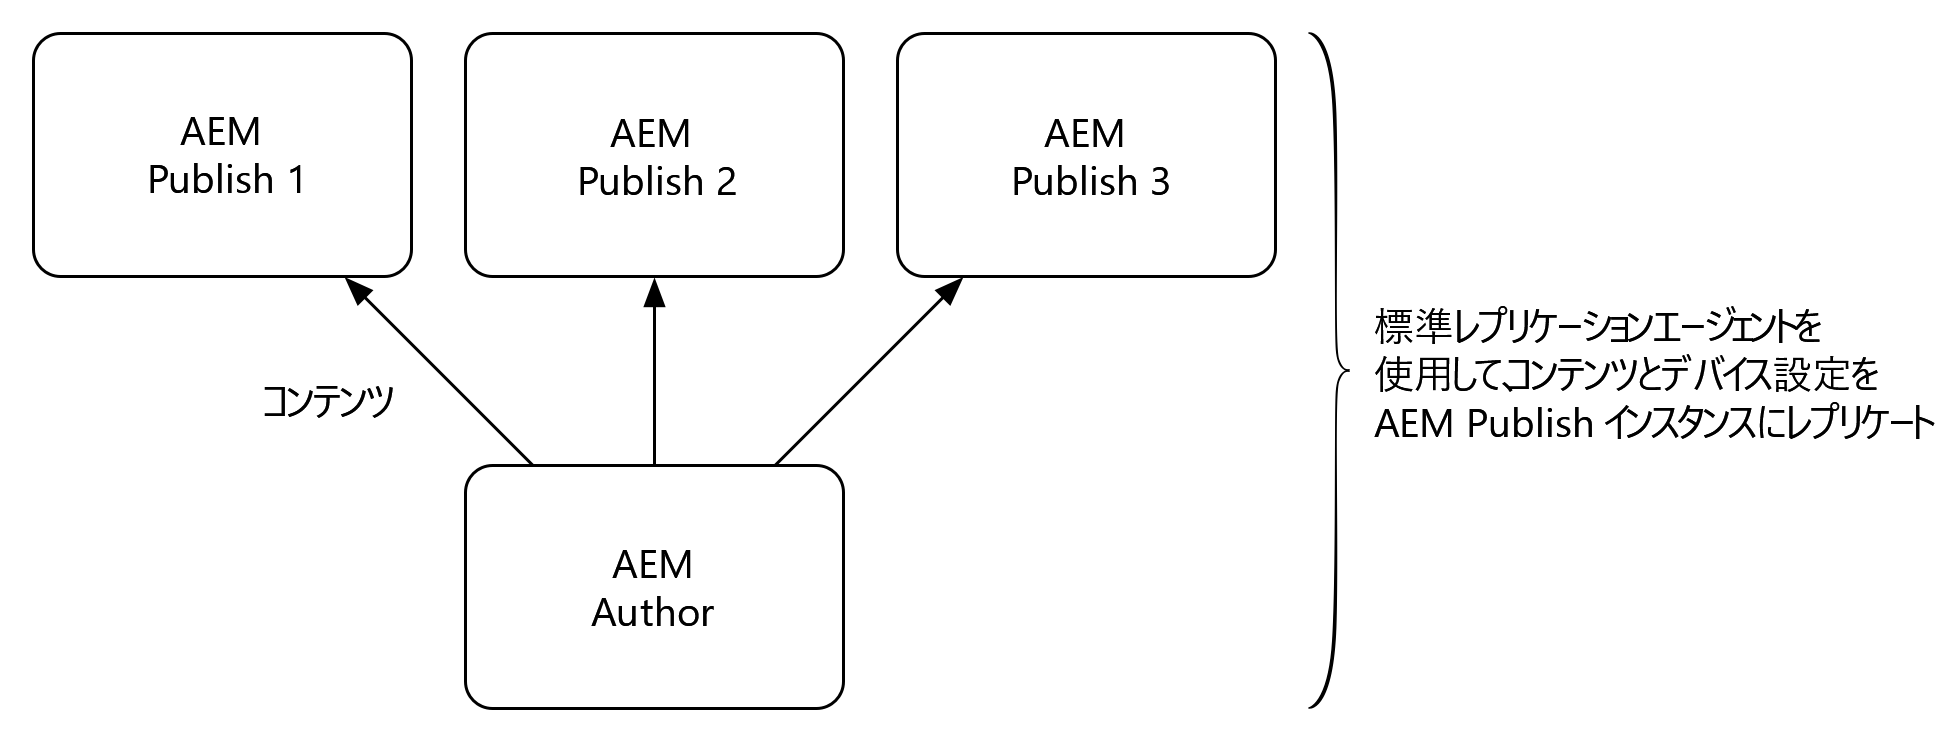 AEM
Publish 1
AEM
Publish 2
AEM
Publish 3
コンテンツ
標準レプリケーションエージェントを
使用して、コンテンツとデバイス設定を
AEM Publish インスタンスにレプリケート
AEM
Author